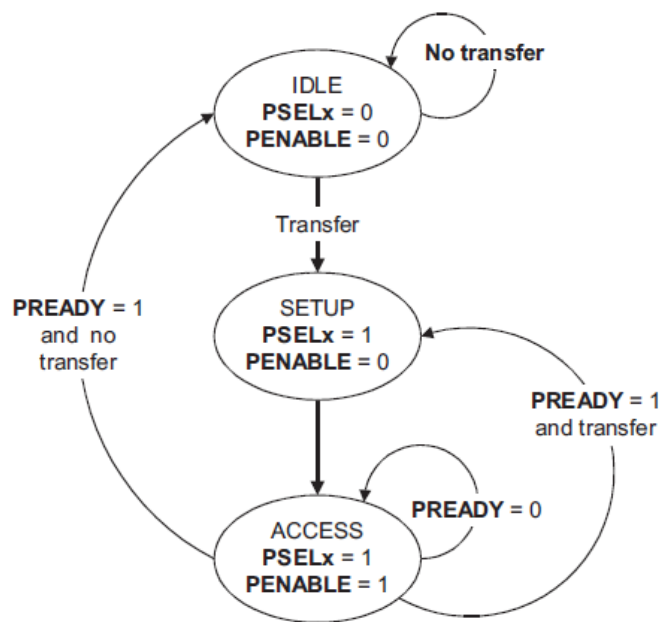 No transfer
IDLE
PSELx = 0
PENABLE = 0
Transfer
PREADY = 1
and no
transfer
SETUP
PSELx = 1
PENABLE = 0
PREADY = 1
and transfer
PREADY = 0
ACCESS
PSELx = 1
PENABLE = 1